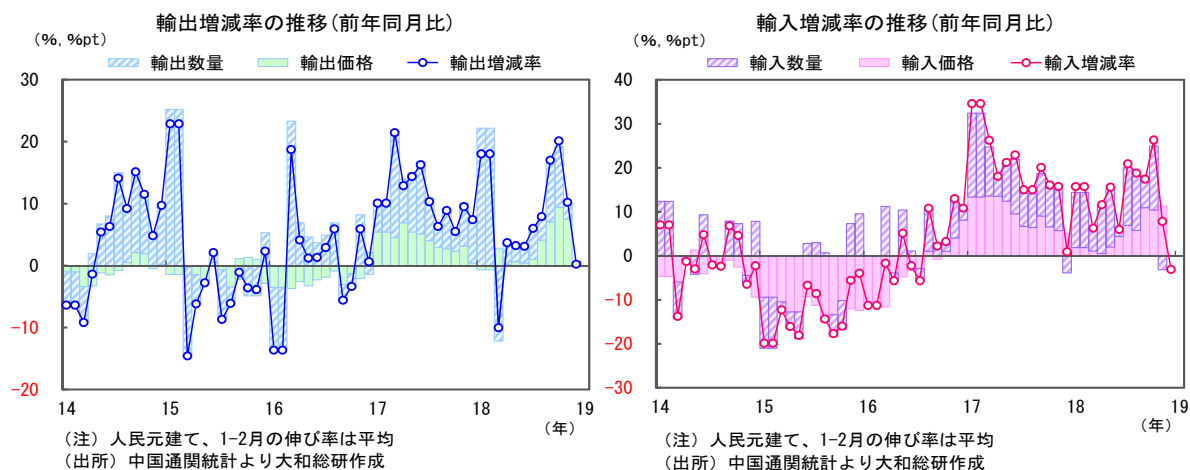 輸出増減率の推移(前年同月比)
(%, %pt)
輸出数量 輸出価格 輸出増減率
30
20
10
0
-10
-20
14 15 16 17 18 19
(年)
(注) 人民元建て、1-2月の伸び率は平均
(出所) 中国通関統計より大和総研作成
輸入増減率の推移(前年同月比)
(%, %pt)
輸入数量 輸入価格 輸入増減率
40
30
20
10
0
-10
-20
-30
14 15 16 17 18 19
(年)
(注) 人民元建て、1-2月の伸び率は平均
(出所) 中国通関統計より大和総研作成